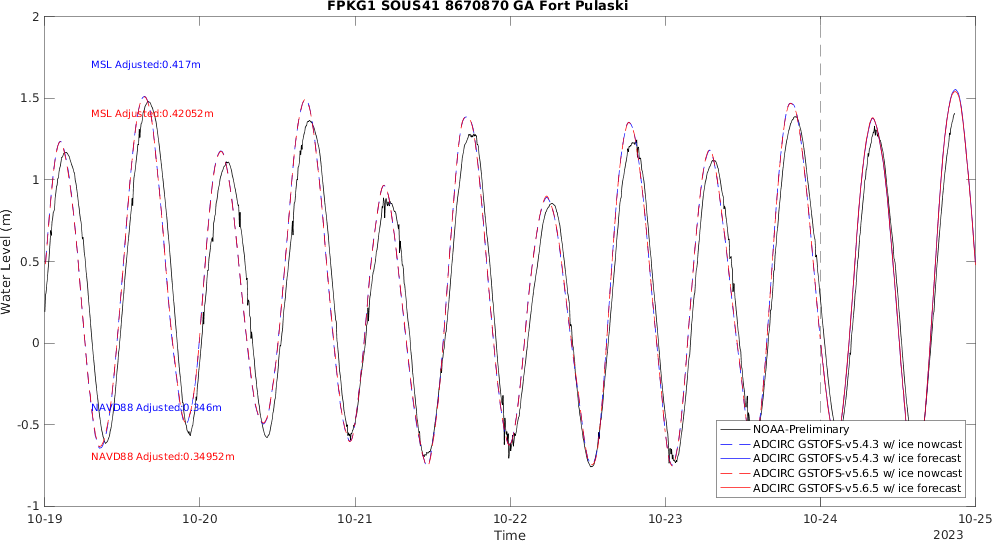 FPKG1 SOUS41 8670870 GA Fort Pulaski
2
MSL Adjusted:0.417m
1.5
MSL Adjusted:0.42052m
1
0.5
Water Level (m)
0
NAVD88 Adjusted:0.346m
-0.5
NAVD88 Adjusted:0.34952m
-1
NOAA-Preliminary
ADCIRC GSTOFS-v5.4.3 w/ ice nowcast
ADCIRC GSTOFS-v5.4.3 w/ ice forecast
ADCIRC GSTOFS-v5.6.5 w/ ice nowcast
ADCIRC GSTOFS-v5.6.5 w/ ice forecast
10-19 10-20 10-21 10-22 10-23 10-24 10-25
Time
2023